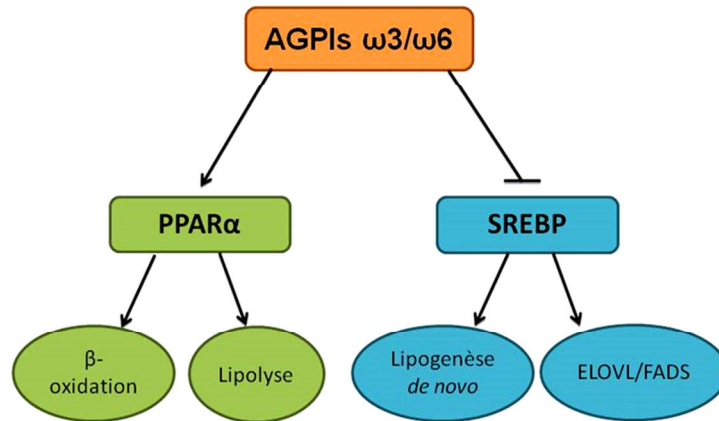 AGPIs ω3/ω6
PPARα
SREBP
β-
oxidation
Lipolyse
Lipogenèse
de novo
ELOVL/FADS